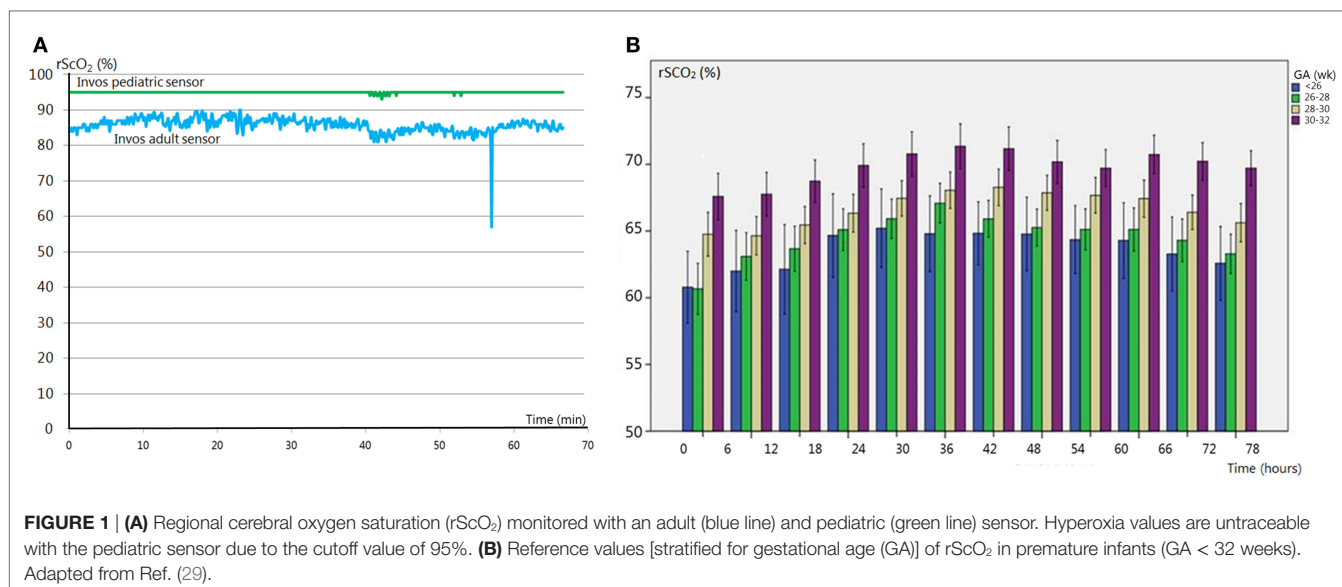 A
rScO₂ (%)
100
90
80
70
60
50
40
30
20
10
0
Invos pediatric sensor
Invos adult sensor
Time (min)
0 10 20 30 40 50 60 70
B
rSCO₂ (%)
75
70
65
60
55
50
GA (wk)
<26
26-28
28-30
30-32
0 6 12 18 24 30 36 42 48 54 60 66 72 78
Time (hours)
FIGURE 1 | (A) Regional cerebral oxygen saturation (rScO₂) monitored with an adult (blue line) and pediatric (green line) sensor. Hyperoxia values are untraceable
with the pediatric sensor due to the cutoff value of 95%. (B) Reference values [stratified for gestational age (GA)] of rScO₂ in premature infants (GA < 32 weeks).
Adapted from Ref. (29).